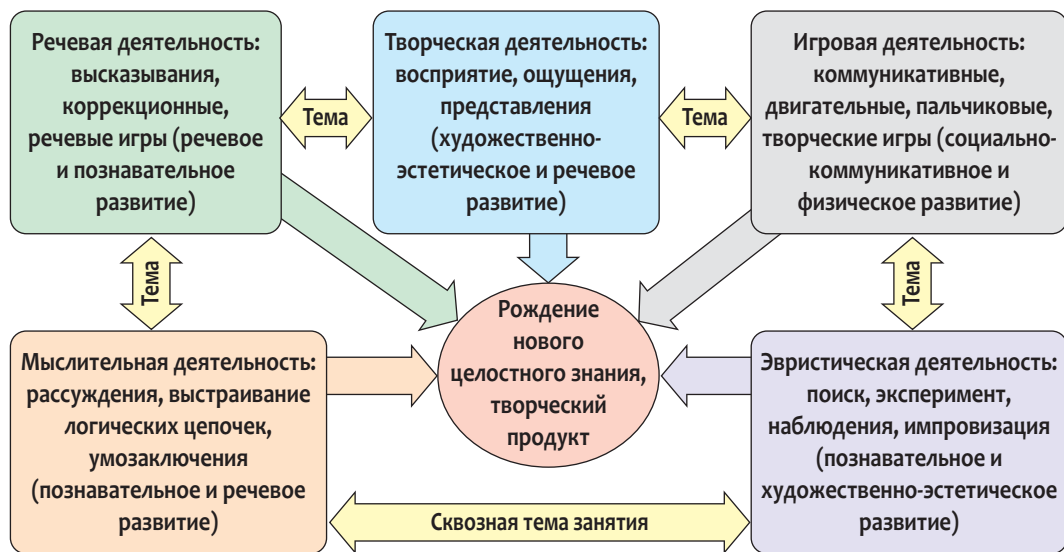 Речевая деятельность:
высказывания,
коррекционные,
речевые игры (речевое
и познавательное
развитие)
Тема
Творческая деятельность:
восприятие, ощущения,
представления
(художественно-
эстетическое и речевое
развитие)
Тема
Игровая деятельность:
коммуникативные,
двигательные, пальчиковые,
творческие игры (социально-
коммуникативное и
физическое развитие)
Тема
Тема
Рождение
нового
целостного знания,
творческий
продукт
Мыслительная деятельность:
рассуждения, выстраивание
логических цепочек,
умозаключения
(познавательное и речевое
развитие)
Сквозная тема занятия
Эвристическая деятельность:
поиск, эксперимент,
наблюдения, импровизация
(познавательное и
художественно-эстетическое
развитие)